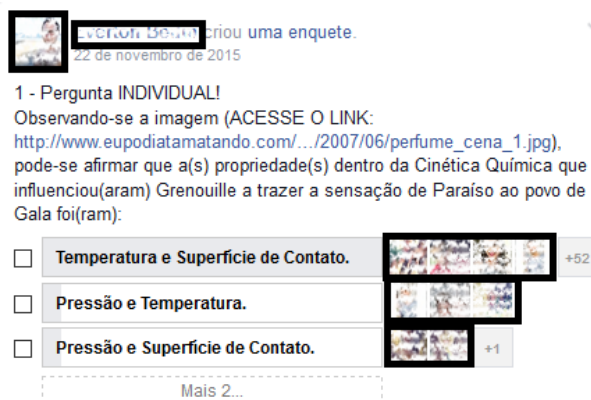 criou uma enquete.
22 de novembro de 2015
1 - Pergunta INDIVIDUAL!
Observando-se a imagem (ACESSE O LINK:
http://www.eupodiatamatando.com/…/2007/06/perfume_cena_1.jpg),
pode-se afirmar que a(s) propriedade(s) dentro da Cinética Química que
influenciou(aram) Grenouille a trazer a sensação de Paraíso ao povo de
Gala foi(ram):
Temperatura e Superfície de Contato. +52
Pressão e Temperatura.
Pressão e Superfície de Contato. +1
Mais 2...